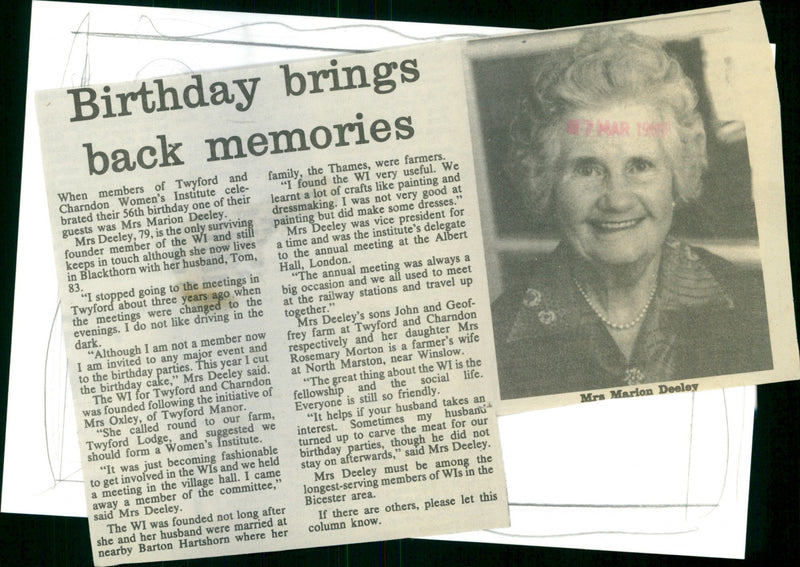 Birthday brings
back memories
When members of Twyford and
Charndon Women's Institute cele-
brated their 56th birthday one of their
guests was Mrs Marion Deeley.
Mrs Deeley, 79, is the only surviving
founder member of the WI and still
keeps in touch although she now lives
in Blackthorn with her husband, Tom,
83.
"I stopped going to the meetings in
Twyford about three years ago when
the meetings were changed to the
evenings. I do not like driving in the
dark.
"Although I am not a member now
I am invited to any major event and
to the birthday parties. This year I cut
the birthday cake," Mrs Deeley said.
The WI for Twyford and Charndon
was founded following the initiative of
Mrs Oxley, of Twyford Manor.
"She called round to our farm,
Twyford Lodge, and suggested we
should form a Women's Institute.
"It was just becoming fashionable
to get involved in the WIs and we held
a meeting in the village hall. I came
away a member of the committee,"
said Mrs Deeley.
The WI was founded not long after
she and her husband were married at
nearby Barton Hartshorn where her
family, the Thames, were farmers.
"I found the WI very useful. We
learnt a lot of crafts like painting and
dressmaking. I was not very good at
painting but did make some dresses."
Mrs Deeley was vice president for
a time and was the institute's delegate
to the annual meeting at the Albert
Hall, London.
"The annual meeting was always a
big occasion and we all used to meet
at the railway stations and travel up
together."
Mrs Deeley's sons John and Geof-
frey farm at Twyford and Charndon
respectively and her daughter Mrs
Rosemary Morton is a farmer's wife
at North Marston, near Winslow.
"The great thing about the WI is the
fellowship and the social life.
Everyone is still so friendly.
"It helps if your husband takes an
interest. Sometimes my husband
turned up to carve the meat for our
birthday parties, though he did not
stay on afterwards," said Mrs Deeley.
Mrs Deeley must be among the
longest-serving members of WIs in the
Bicester area.
If there are others, please let this
column know.
7 MAR
Mrs Marion Deeley